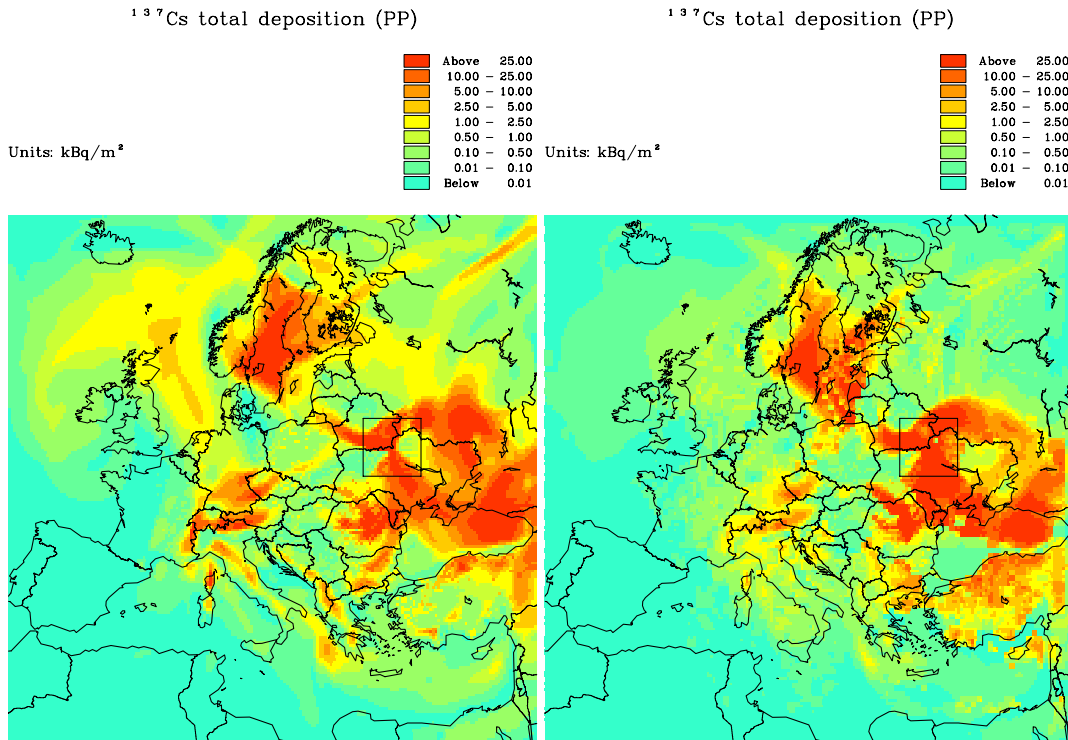 ¹³⁷Cs total deposition (PP)
Above 25.00
10.00 – 25.00
5.00 – 10.00
2.50 – 5.00
1.00 – 2.50
0.50 – 1.00
0.10 – 0.50
0.01 – 0.10
Below 0.01
Units: kBq/m²
¹³⁷Cs total deposition (PP)
Above 25.00
10.00 – 25.00
5.00 – 10.00
2.50 – 5.00
1.00 – 2.50
0.50 – 1.00
0.10 – 0.50
0.01 – 0.10
Below 0.01
Units: kBq/m²